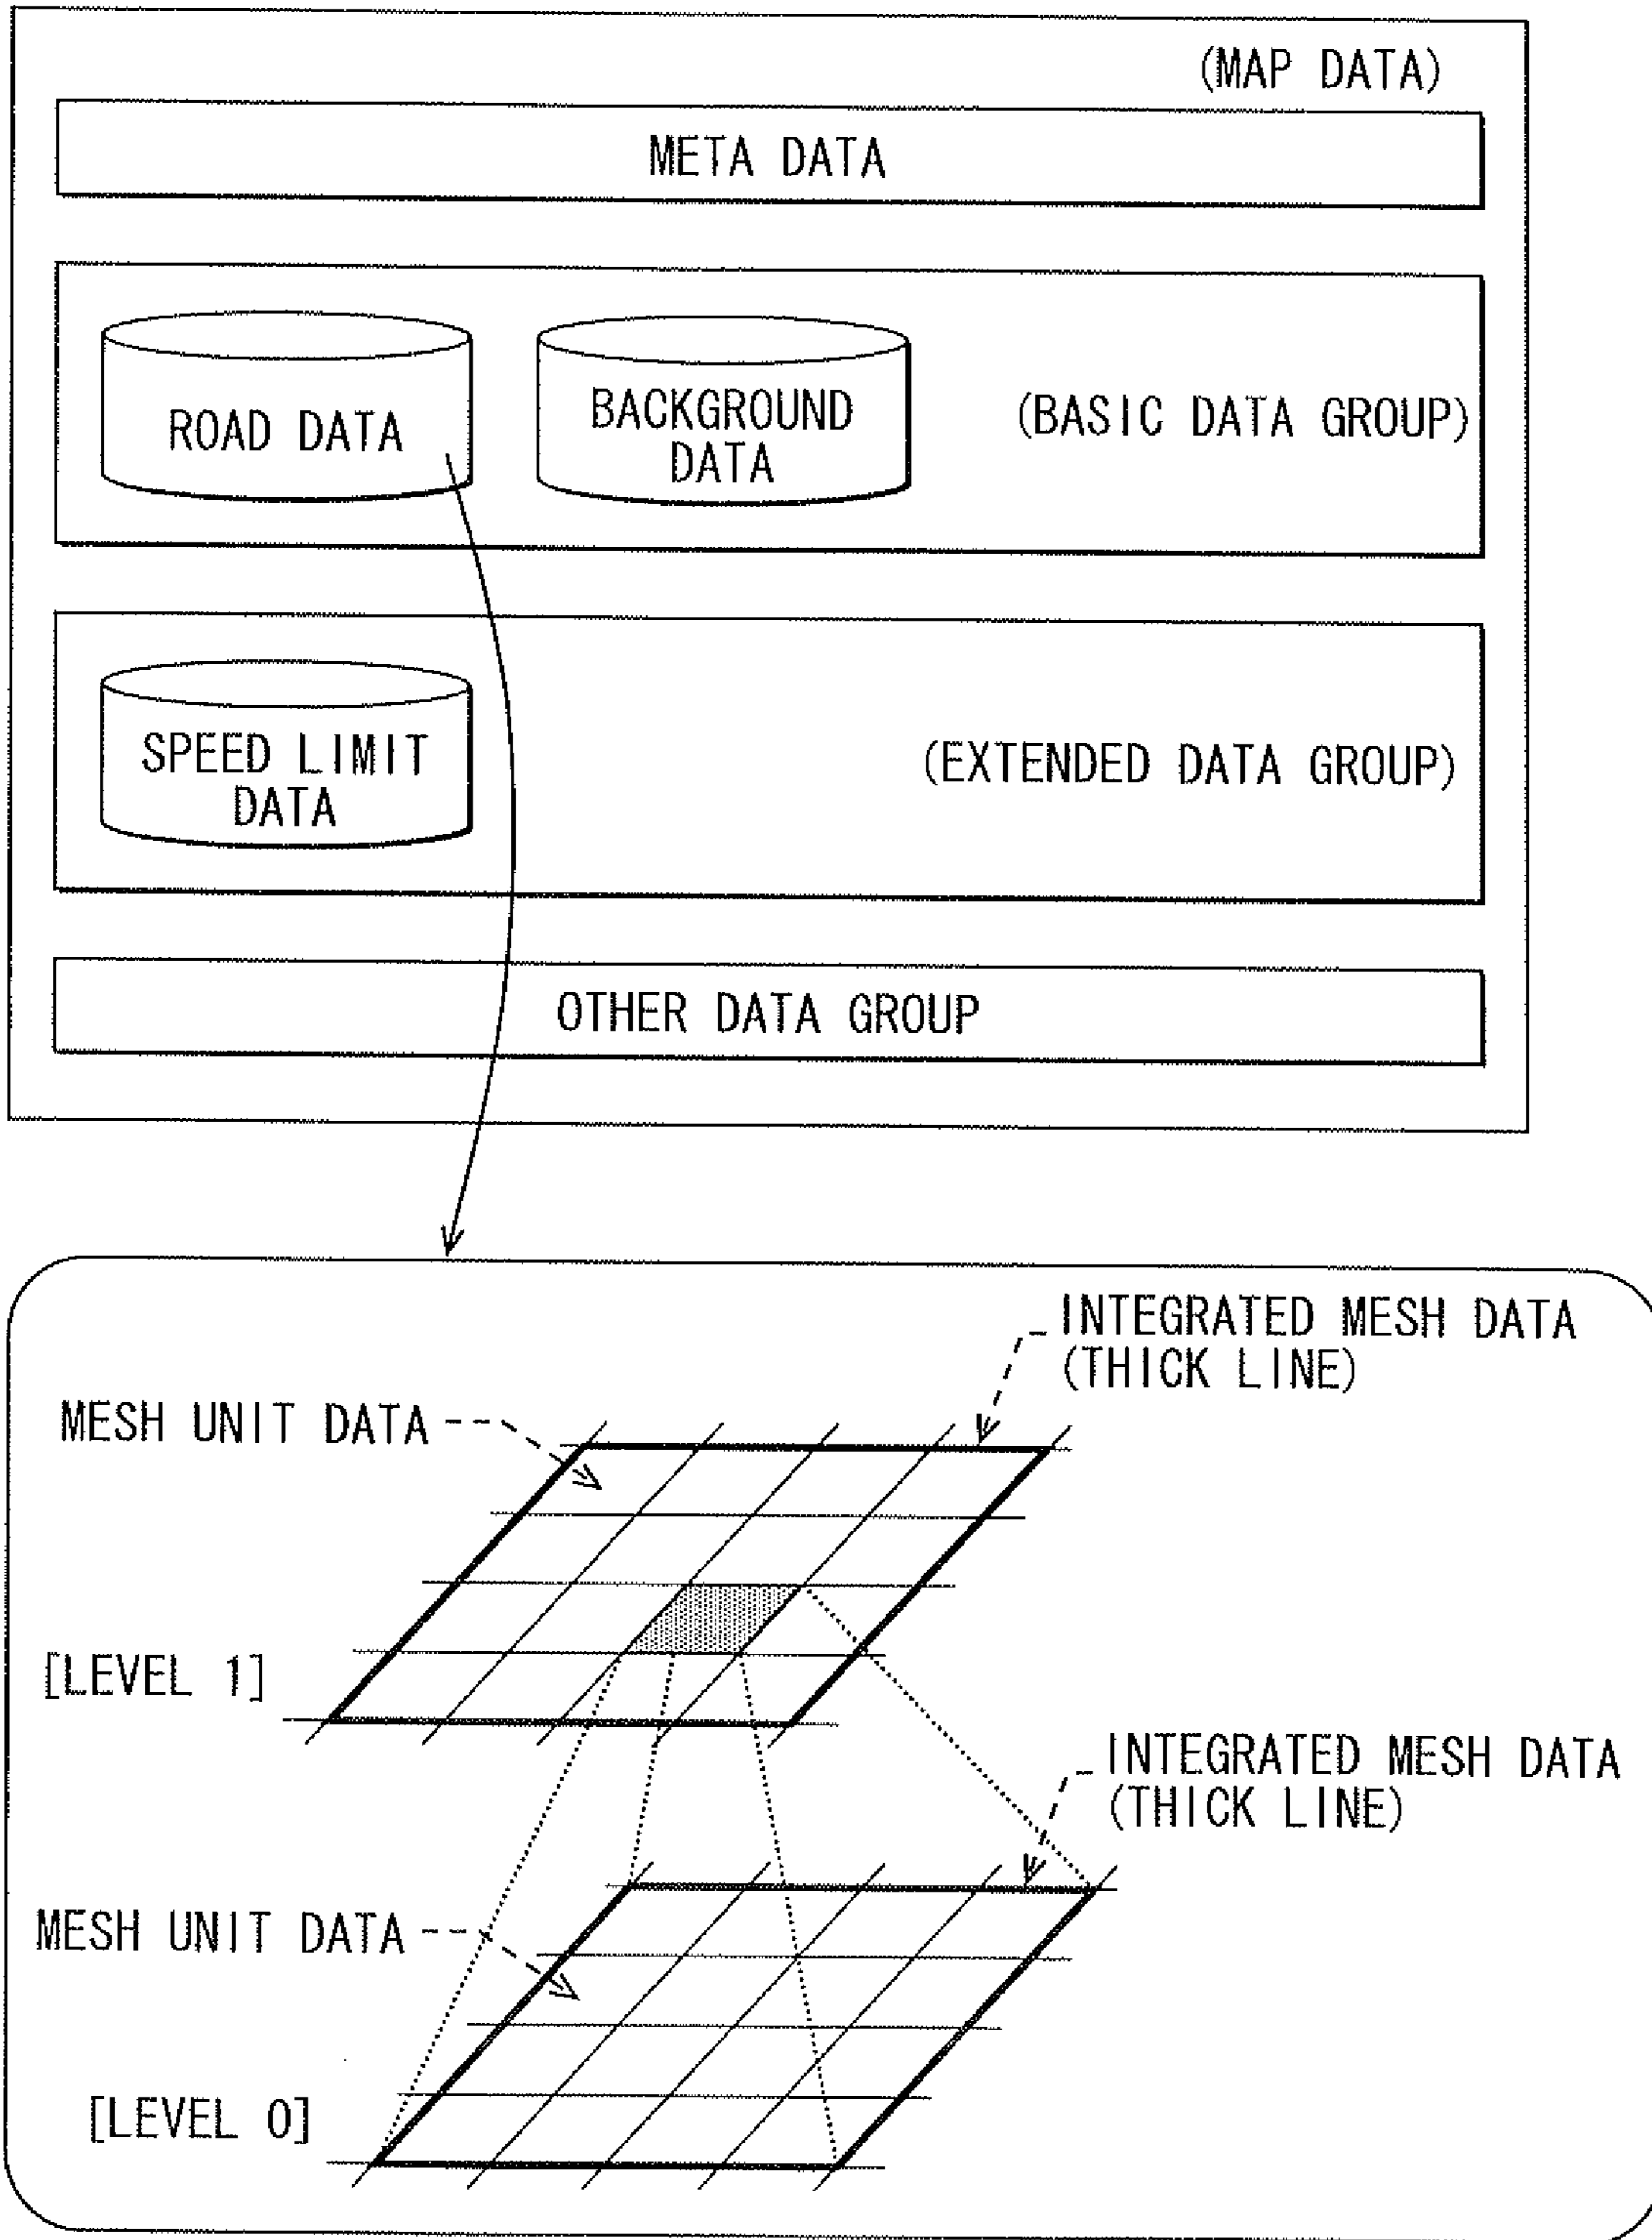 (MAP DATA)
META DATA
ROAD DATA
BACKGROUND
DATA
(BASIC DATA GROUP)
SPEED LIMIT
DATA
(EXTENDED DATA GROUP)
OTHER DATA GROUP
INTEGRATED MESH DATA
(THICK LINE)
MESH UNIT DATA
[LEVEL 1]
INTEGRATED MESH DATA
(THICK LINE)
MESH UNIT DATA
[LEVEL 0]